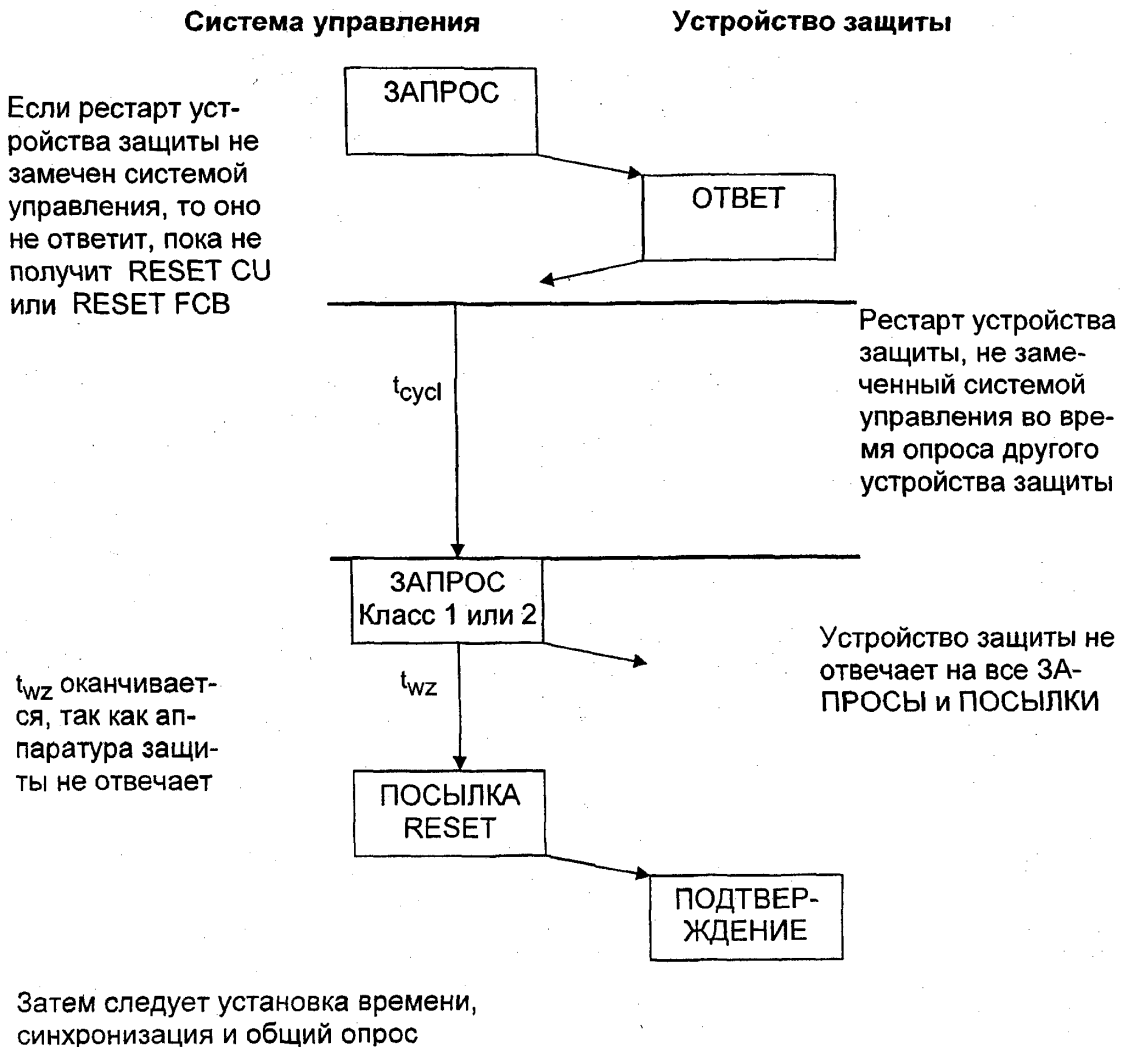 Система управления
Устройство защиты
ЗАПРОС
Если рестарт уст-
ройства защиты не
замечен системой
управления, то оно
не ответит, пока не
получит RESET CU
или RESET FCB
ОТВЕТ
Рестарт устройства
защиты, не заме-
ченный системой
управления во вре-
мя опроса другого
устройства защиты
tcycl
ЗАПРОС
Класс 1 или 2
Устройство защиты не
отвечает на все ЗА-
ПРОСЫ и ПОСЫЛКИ
twz
twz оканчивает-
ся, так как ап-
паратура защи-
ты не отвечает
ПОСЫЛКА
RESET
ПОДТВЕР-
ЖДЕНИЕ
Затем следует установка времени,
синхронизация и общий опрос